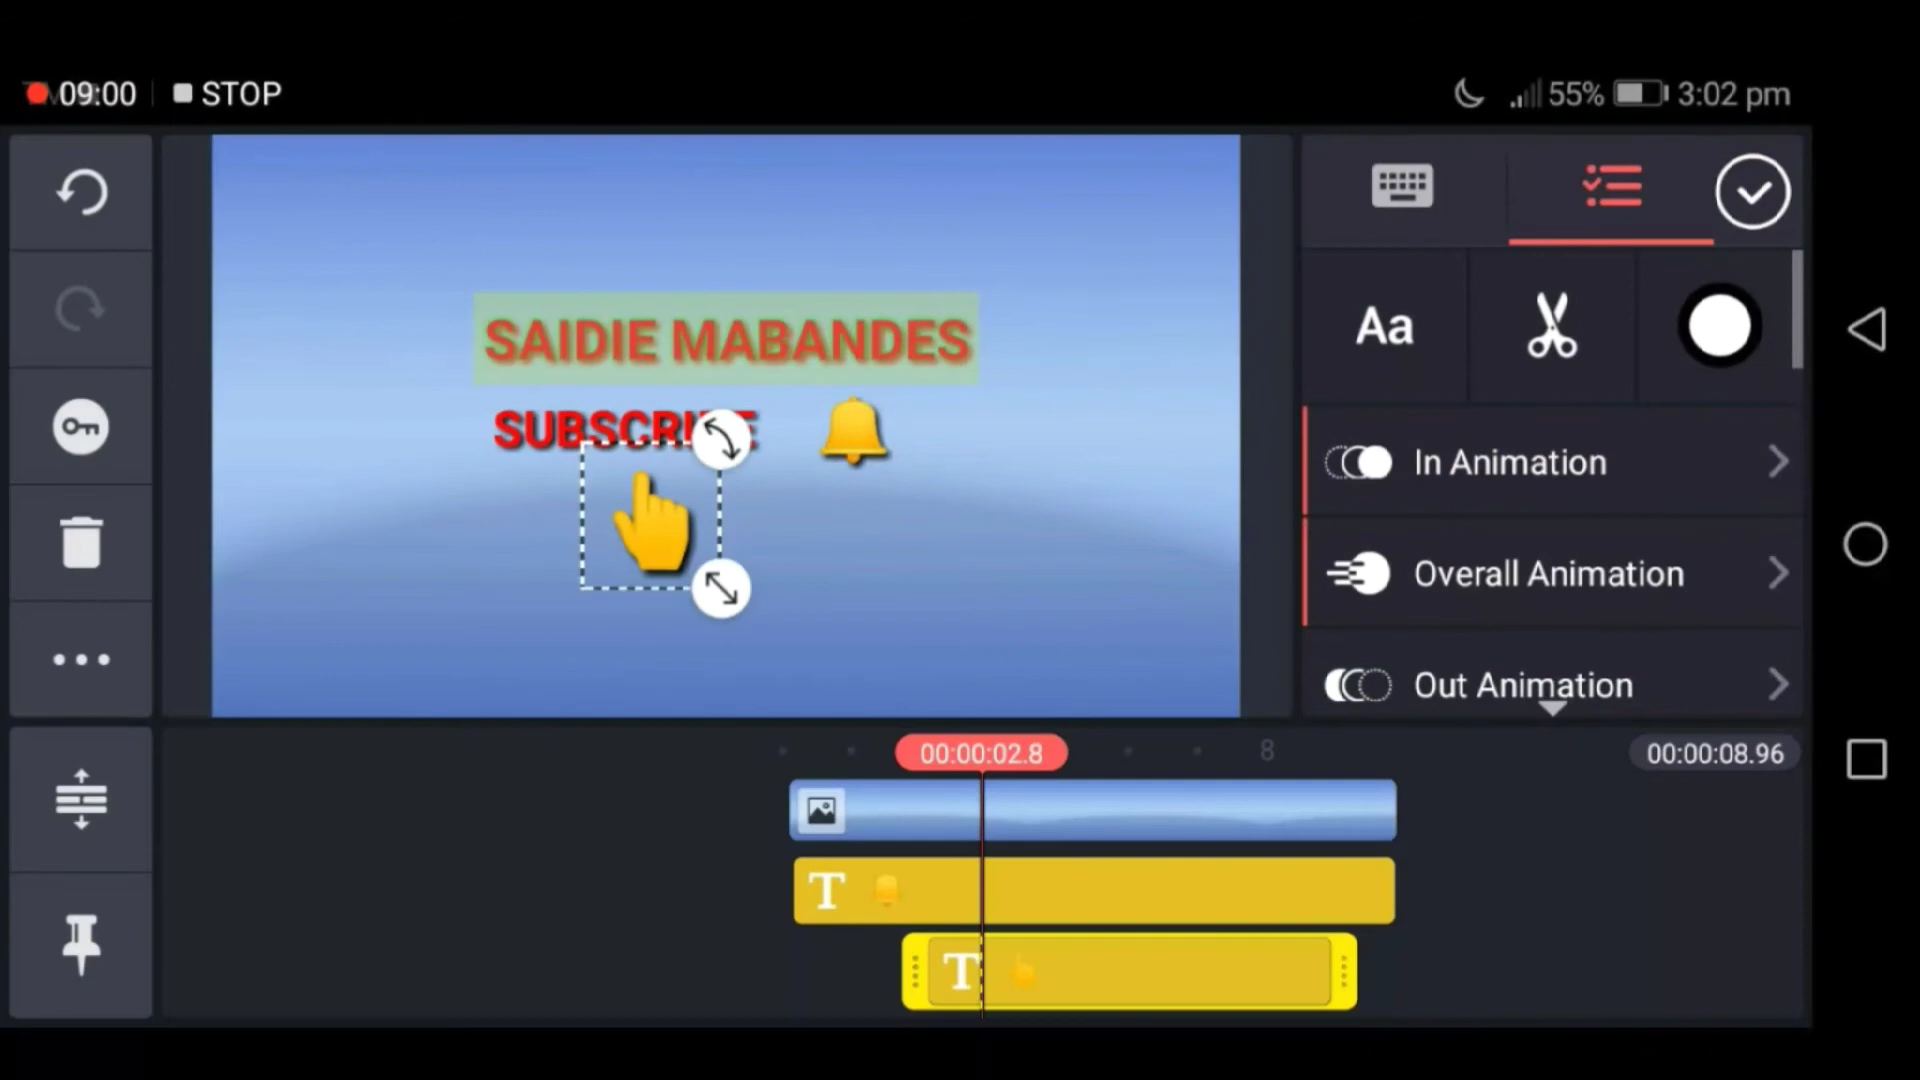 09:00 STOP
55% 3:02 pm
SAIDIE MABANDES
SUBSCRI E
Aa
In Animation
Overall Animation
Out Animation
00:00:02.8
8
00:00:08.96
T
T